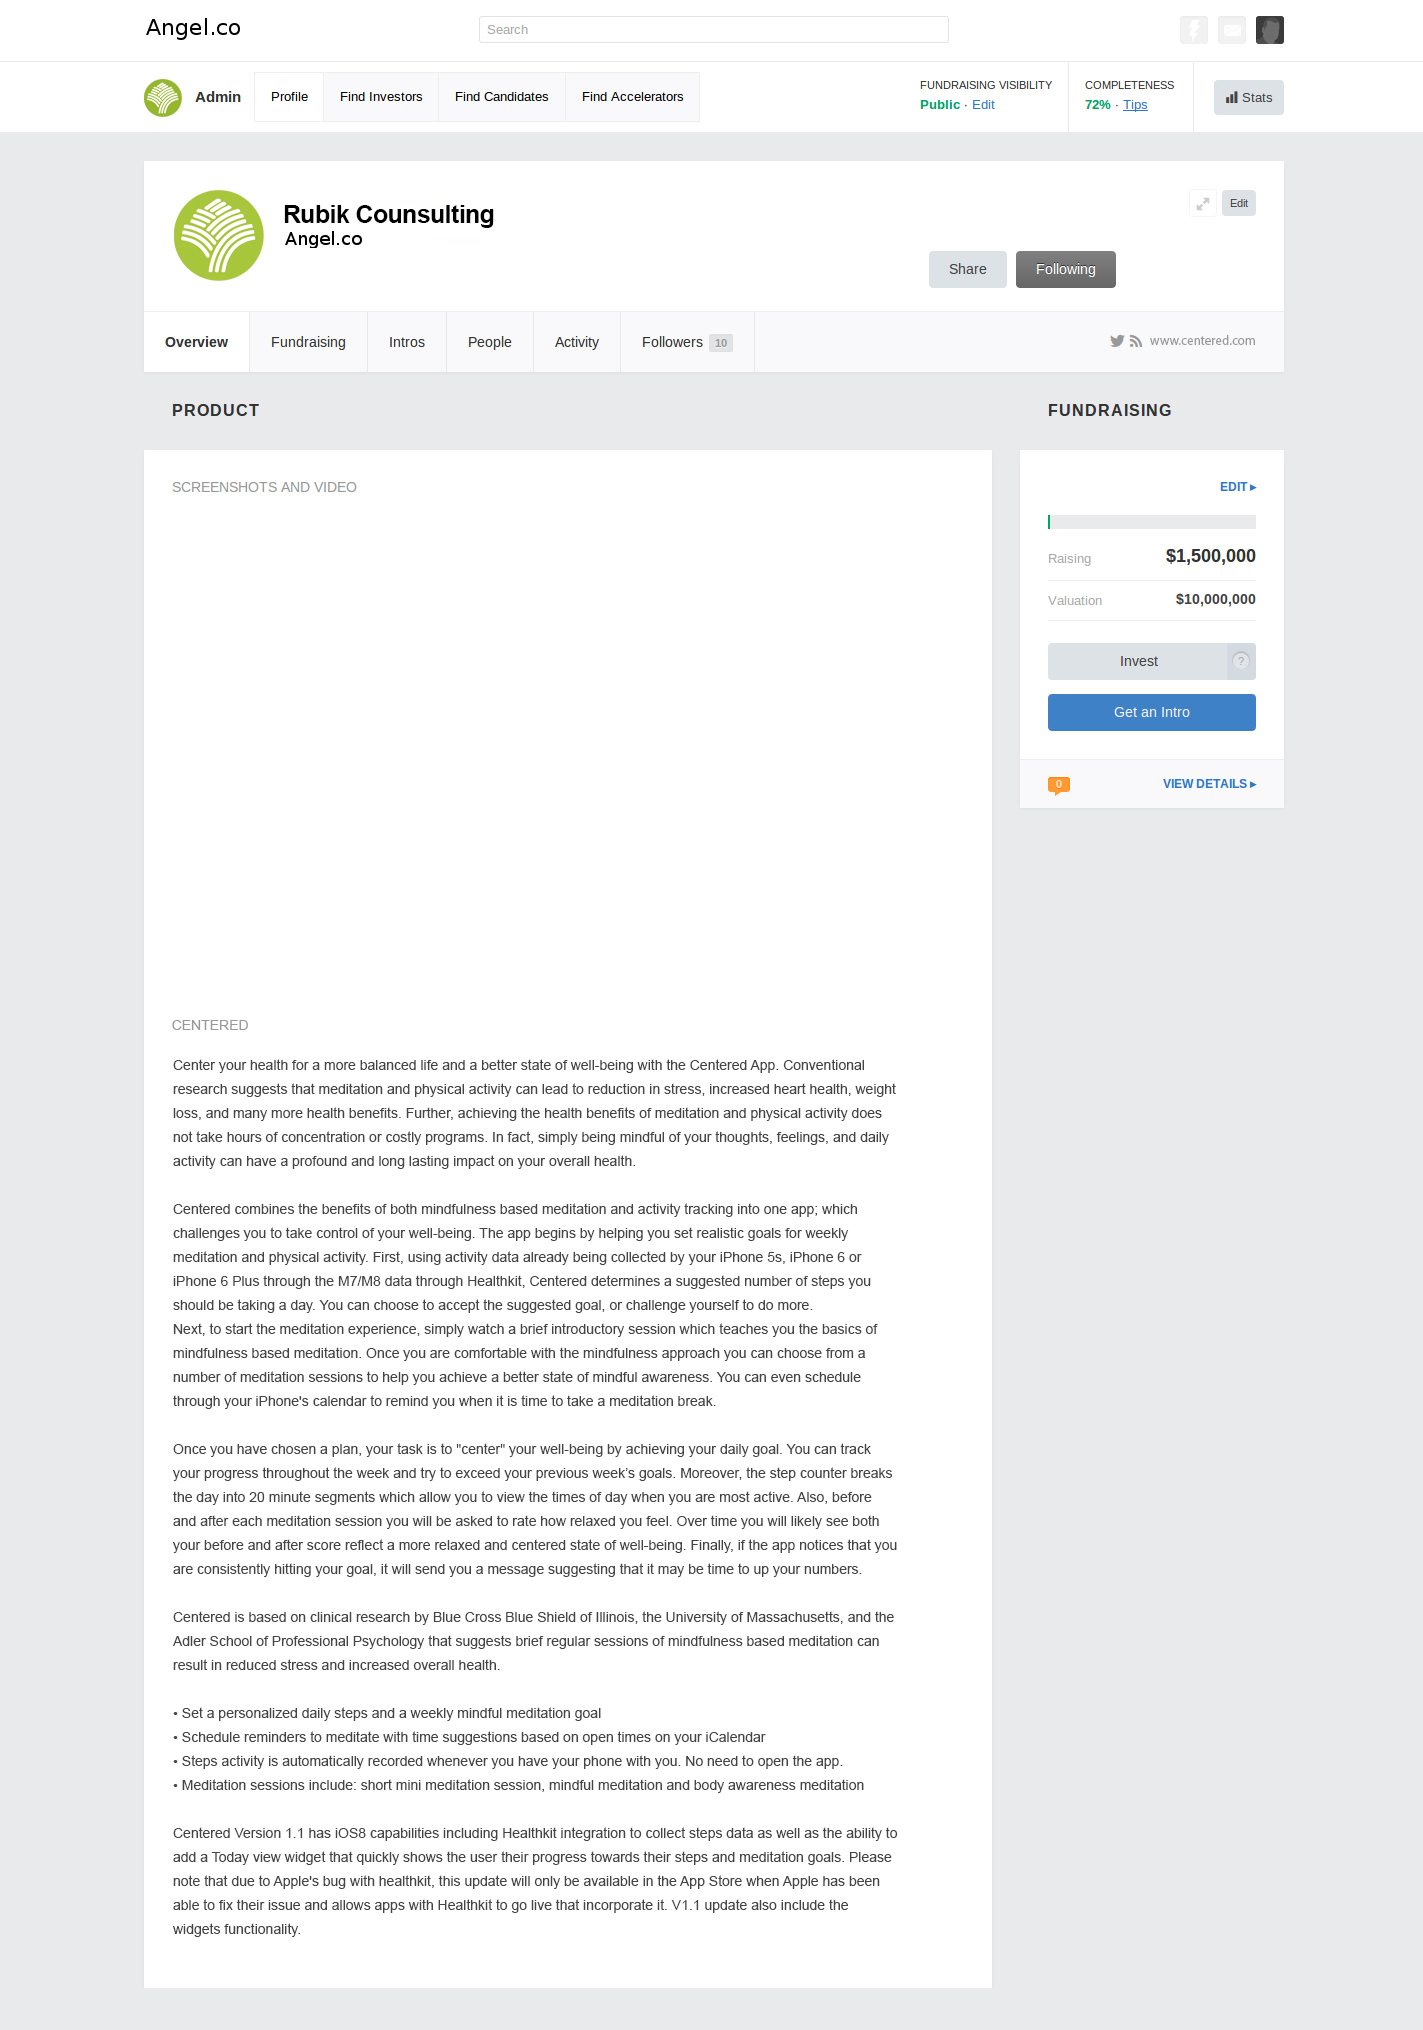 Angel.co
Search
Admin
Profile
Find Investors
Find Candidates
Find Accelerators
FUNDRAISING VISIBILITY
Public · Edit
COMPLETENESS
72% · Tips
Stats
Rubik Counsulting
Angel.co
Edit
Share
Following
Overview
Fundraising
Intros
People
Activity
Followers 10
www.centered.com
PRODUCT
SCREENSHOTS AND VIDEO
CENTERED
Center your health for a more balanced life and a better state of well-being with the Centered App. Conventional
research suggests that meditation and physical activity can lead to reduction in stress, increased heart health, weight
loss, and many more health benefits. Further, achieving the health benefits of meditation and physical activity does
not take hours of concentration or costly programs. In fact, simply being mindful of your thoughts, feelings, and daily
activity can have a profound and long lasting impact on your overall health.
Centered combines the benefits of both mindfulness based meditation and activity tracking into one app; which
challenges you to take control of your well-being. The app begins by helping you set realistic goals for weekly
meditation and physical activity. First, using activity data already being collected by your iPhone 5s, iPhone 6 or
iPhone 6 Plus through the M7/M8 data through Healthkit, Centered determines a suggested number of steps you
should be taking a day. You can choose to accept the suggested goal, or challenge yourself to do more.
Next, to start the meditation experience, simply watch a brief introductory session which teaches you the basics of
mindfulness based meditation. Once you are comfortable with the mindfulness approach you can choose from a
number of meditation sessions to help you achieve a better state of mindful awareness. You can even schedule
through your iPhone's calendar to remind you when it is time to take a meditation break.
Once you have chosen a plan, your task is to "center" your well-being by achieving your daily goal. You can track
your progress throughout the week and try to exceed your previous week’s goals. Moreover, the step counter breaks
the day into 20 minute segments which allow you to view the times of day when you are most active. Also, before
and after each meditation session you will be asked to rate how relaxed you feel. Over time you will likely see both
your before and after score reflect a more relaxed and centered state of well-being. Finally, if the app notices that you
are consistently hitting your goal, it will send you a message suggesting that it may be time to up your numbers.
Centered is based on clinical research by Blue Cross Blue Shield of Illinois, the University of Massachusetts, and the
Adler School of Professional Psychology that suggests brief regular sessions of mindfulness based meditation can
result in reduced stress and increased overall health.
• Set a personalized daily steps and a weekly mindful meditation goal
• Schedule reminders to meditate with time suggestions based on open times on your iCalendar
• Steps activity is automatically recorded whenever you have your phone with you. No need to open the app.
• Meditation sessions include: short mini meditation session, mindful meditation and body awareness meditation
Centered Version 1.1 has iOS8 capabilities including Healthkit integration to collect steps data as well as the ability to
add a Today view widget that quickly shows the user their progress towards their steps and meditation goals. Please
note that due to Apple's bug with healthkit, this update will only be available in the App Store when Apple has been
able to fix their issue and allows apps with Healthkit to go live that incorporate it. V1.1 update also include the
widgets functionality.
FUNDRAISING
EDIT ▸
Raising $1,500,000
Valuation $10,000,000
Invest ?
Get an Intro
0
VIEW DETAILS ▸